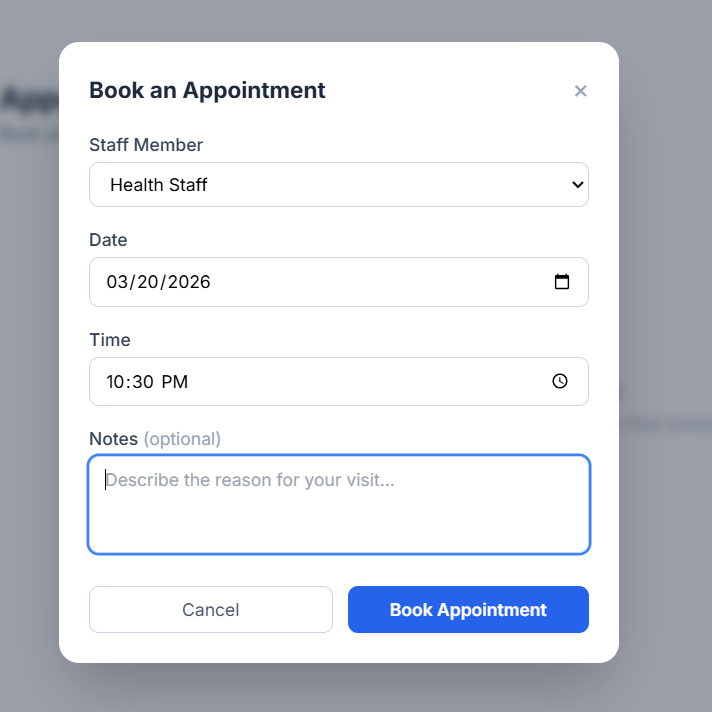 Book an Appointment
×
Staff Member
Health Staff
Date
03/20/2026
Time
10:30 PM
Notes (optional)
Describe the reason for your visit...
Cancel
Book Appointment